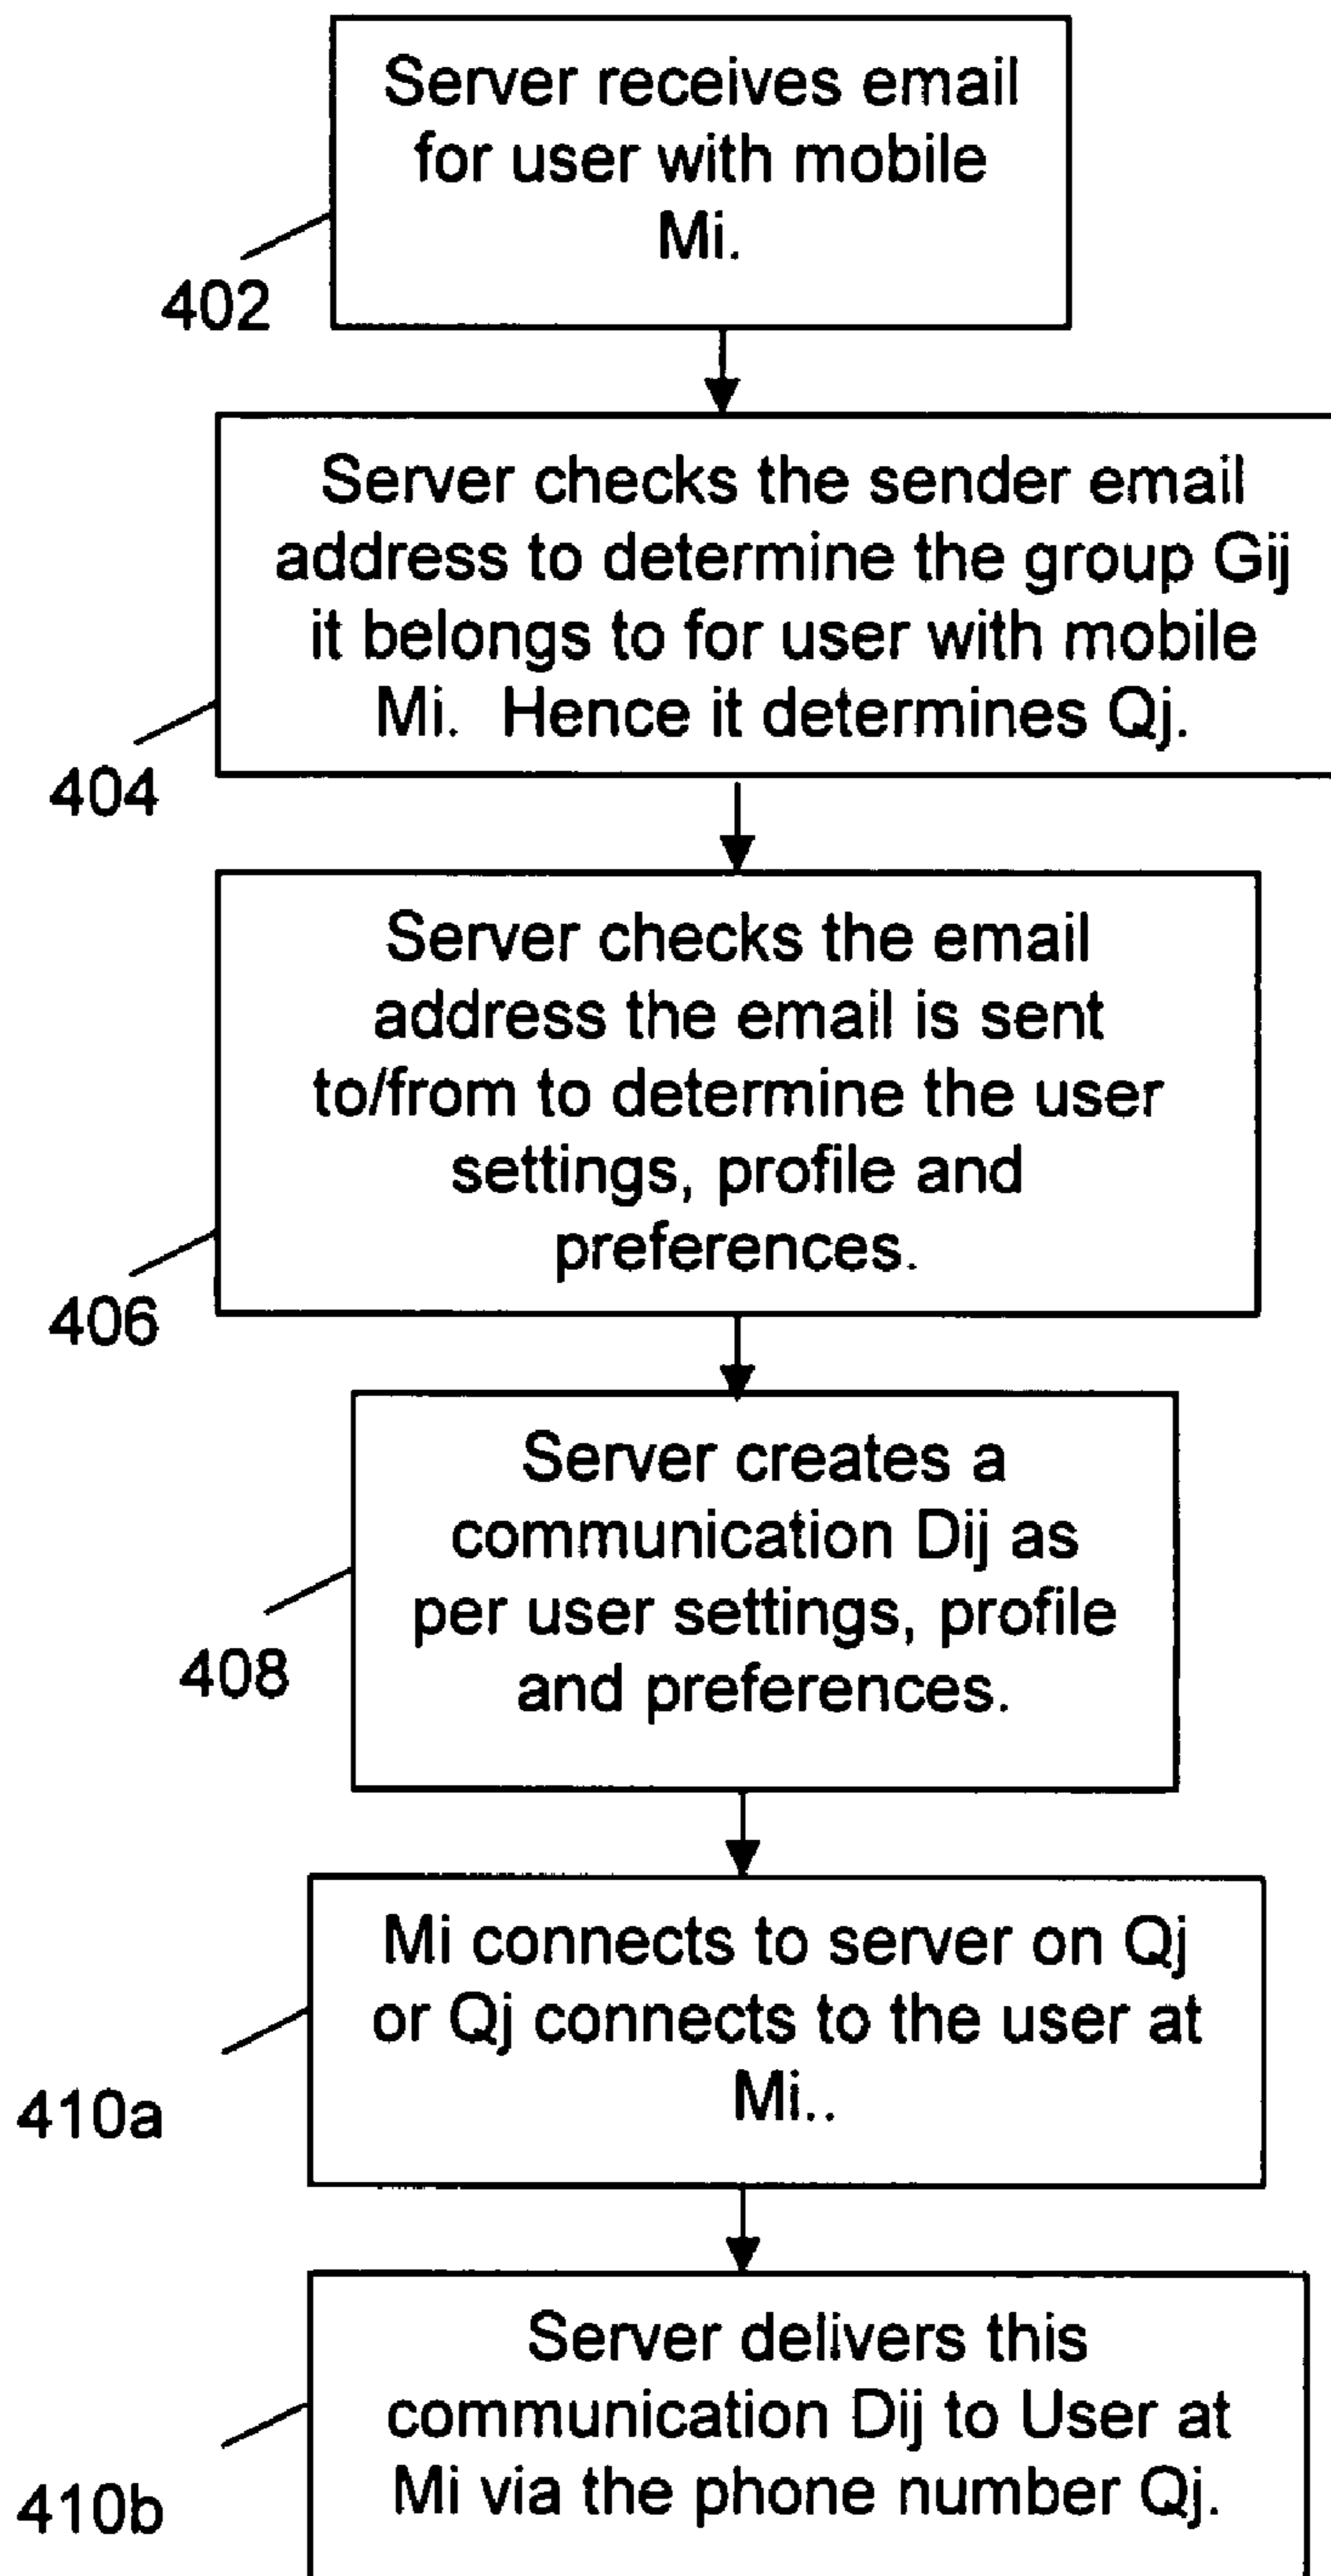 Server receives email
for user with mobile
Mi.
402
Server checks the sender email
address to determine the group Gij
it belongs to for user with mobile
Mi. Hence it determines Qj.
404
Server checks the email
address the email is sent
to/from to determine the user
settings, profile and
preferences.
406
Server creates a
communication Dij as
per user settings, profile
and preferences.
408
Mi connects to server on Qj
or Qj connects to the user at
Mi..
410a
Server delivers this
communication Dij to User at
Mi via the phone number Qj.
410b